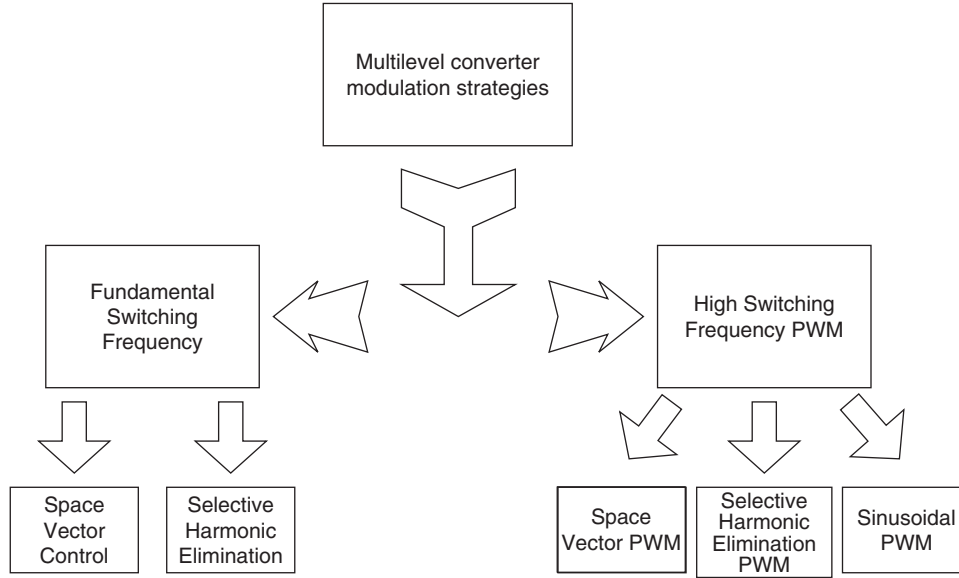 Multilevel converter
modulation strategies
Fundamental
Switching
Frequency
High Switching
Frequency PWM
Space
Vector
Control
Selective
Harmonic
Elimination
Space
Vector PWM
Selective
Harmonic
Elimination
PWM
Sinusoidal
PWM